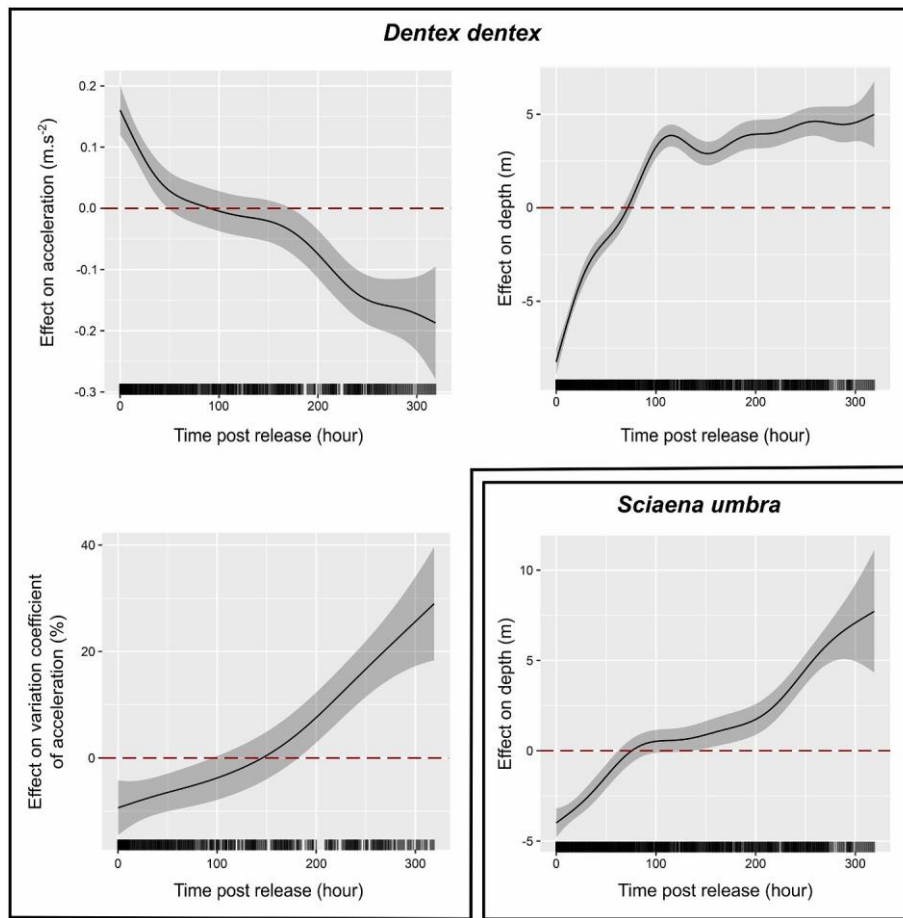 Dentex dentex
Effect on acceleration (m.s-2)
0.2
0.1
0.0
-0.1
-0.2
-0.3
0
100
200
300
Time post release (hour)
Effect on depth (m)
5
0
-5
0
100
200
300
Time post release (hour)
Effect on variation coefficient
of acceleration (%)
40
20
0
0
100
200
300
Time post release (hour)
Sciaena umbra
Effect on depth (m)
10
5
0
-5
0
100
200
300
Time post release (hour)